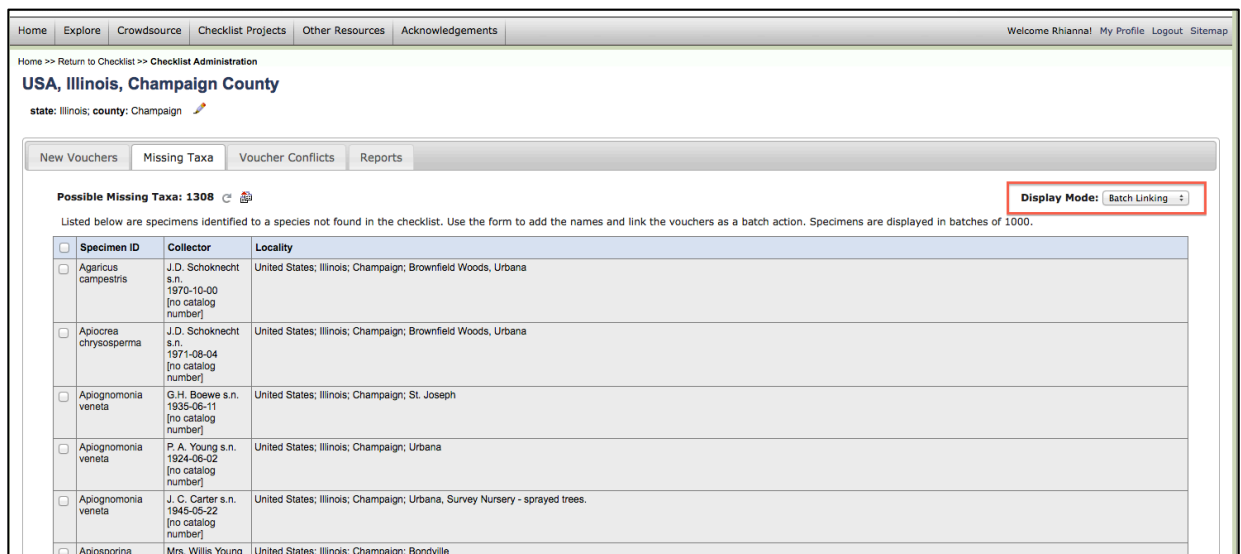 Home Explore Crowdsource Checklist Projects Other Resources Acknowledgements Welcome Rhianna! My Profile Logout Sitemap
Home >> Return to Checklist >> Checklist Administration
USA, Illinois, Champaign County
state: Illinois; county: Champaign
New Vouchers Missing Taxa Voucher Conflicts Reports
Possible Missing Taxa: 1308 Display Mode: Batch Linking
Listed below are specimens identified to a species not found in the checklist. Use the form to add the names and link the vouchers as a batch action. Specimens are displayed in batches of 1000.
Specimen ID Collector Locality
Agaricus J.D. Schoknecht United States; Illinois; Champaign; Brownfield Woods, Urbana
campestris s.n.
1970-10-00
[no catalog
number]
Apiocrea J.D. Schoknecht United States; Illinois; Champaign; Brownfield Woods, Urbana
chrysosperma s.n.
1971-08-04
[no catalog
number]
Apiognomonia G.H. Boewe s.n. United States; Illinois; Champaign; St. Joseph
veneta 1935-06-11
[no catalog
number]
Apiognomonia P. A. Young s.n. United States; Illinois; Champaign; Urbana
veneta 1924-06-02
[no catalog
number]
Apiognomonia J. C. Carter s.n. United States; Illinois; Champaign; Urbana, Survey Nursery - sprayed trees.
veneta 1945-05-22
[no catalog
number]
Apiosporina Mrs. Willis Young United States; Illinois; Champaign; Bondville